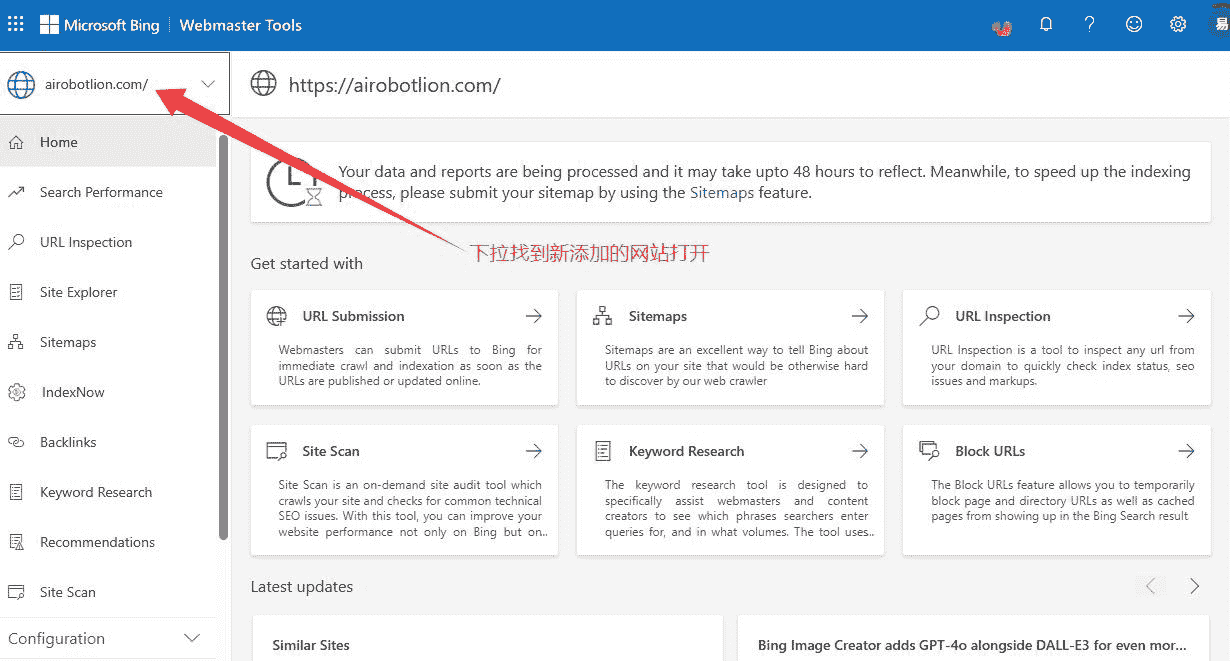 Microsoft Bing
Webmaster Tools
易
airobotlion.com/
https://airobotlion.com/
Home
Search Performance
URL Inspection
Site Explorer
Sitemaps
IndexNow
Backlinks
Keyword Research
Recommendations
Site Scan
Configuration
Your data and reports are being processed and it may take upto 48 hours to reflect. Meanwhile, to speed up the indexing
process, please submit your sitemap by using the Sitemaps feature.
下拉找到新添加的网站打开
Get started with
URL Submission
Webmasters can submit URLs to Bing for
immediate crawl and indexation as soon as the
URLs are published or updated online.
Sitemaps
Sitemaps are an excellent way to tell Bing about
URLs on your site that would be otherwise hard
to discover by our web crawler
URL Inspection
URL Inspection is a tool to inspect any url from
your domain to quickly check index status, seo
issues and markups.
Site Scan
Site Scan is an on-demand site audit tool which
crawls your site and checks for common technical
SEO issues. With this tool, you can improve your
website performance not only on Bing but on..
Keyword Research
The keyword research tool is designed to
specifically assist webmasters and content
creators to see which phrases searchers enter
queries for, and in what volumes. The tool uses..
Block URLs
The Block URLs feature allows you to temporarily
block page and directory URLs as well as cached
pages from showing up in the Bing Search result
Latest updates
Similar Sites
Bing Image Creator adds GPT-4o alongside DALL-E3 for even mor...